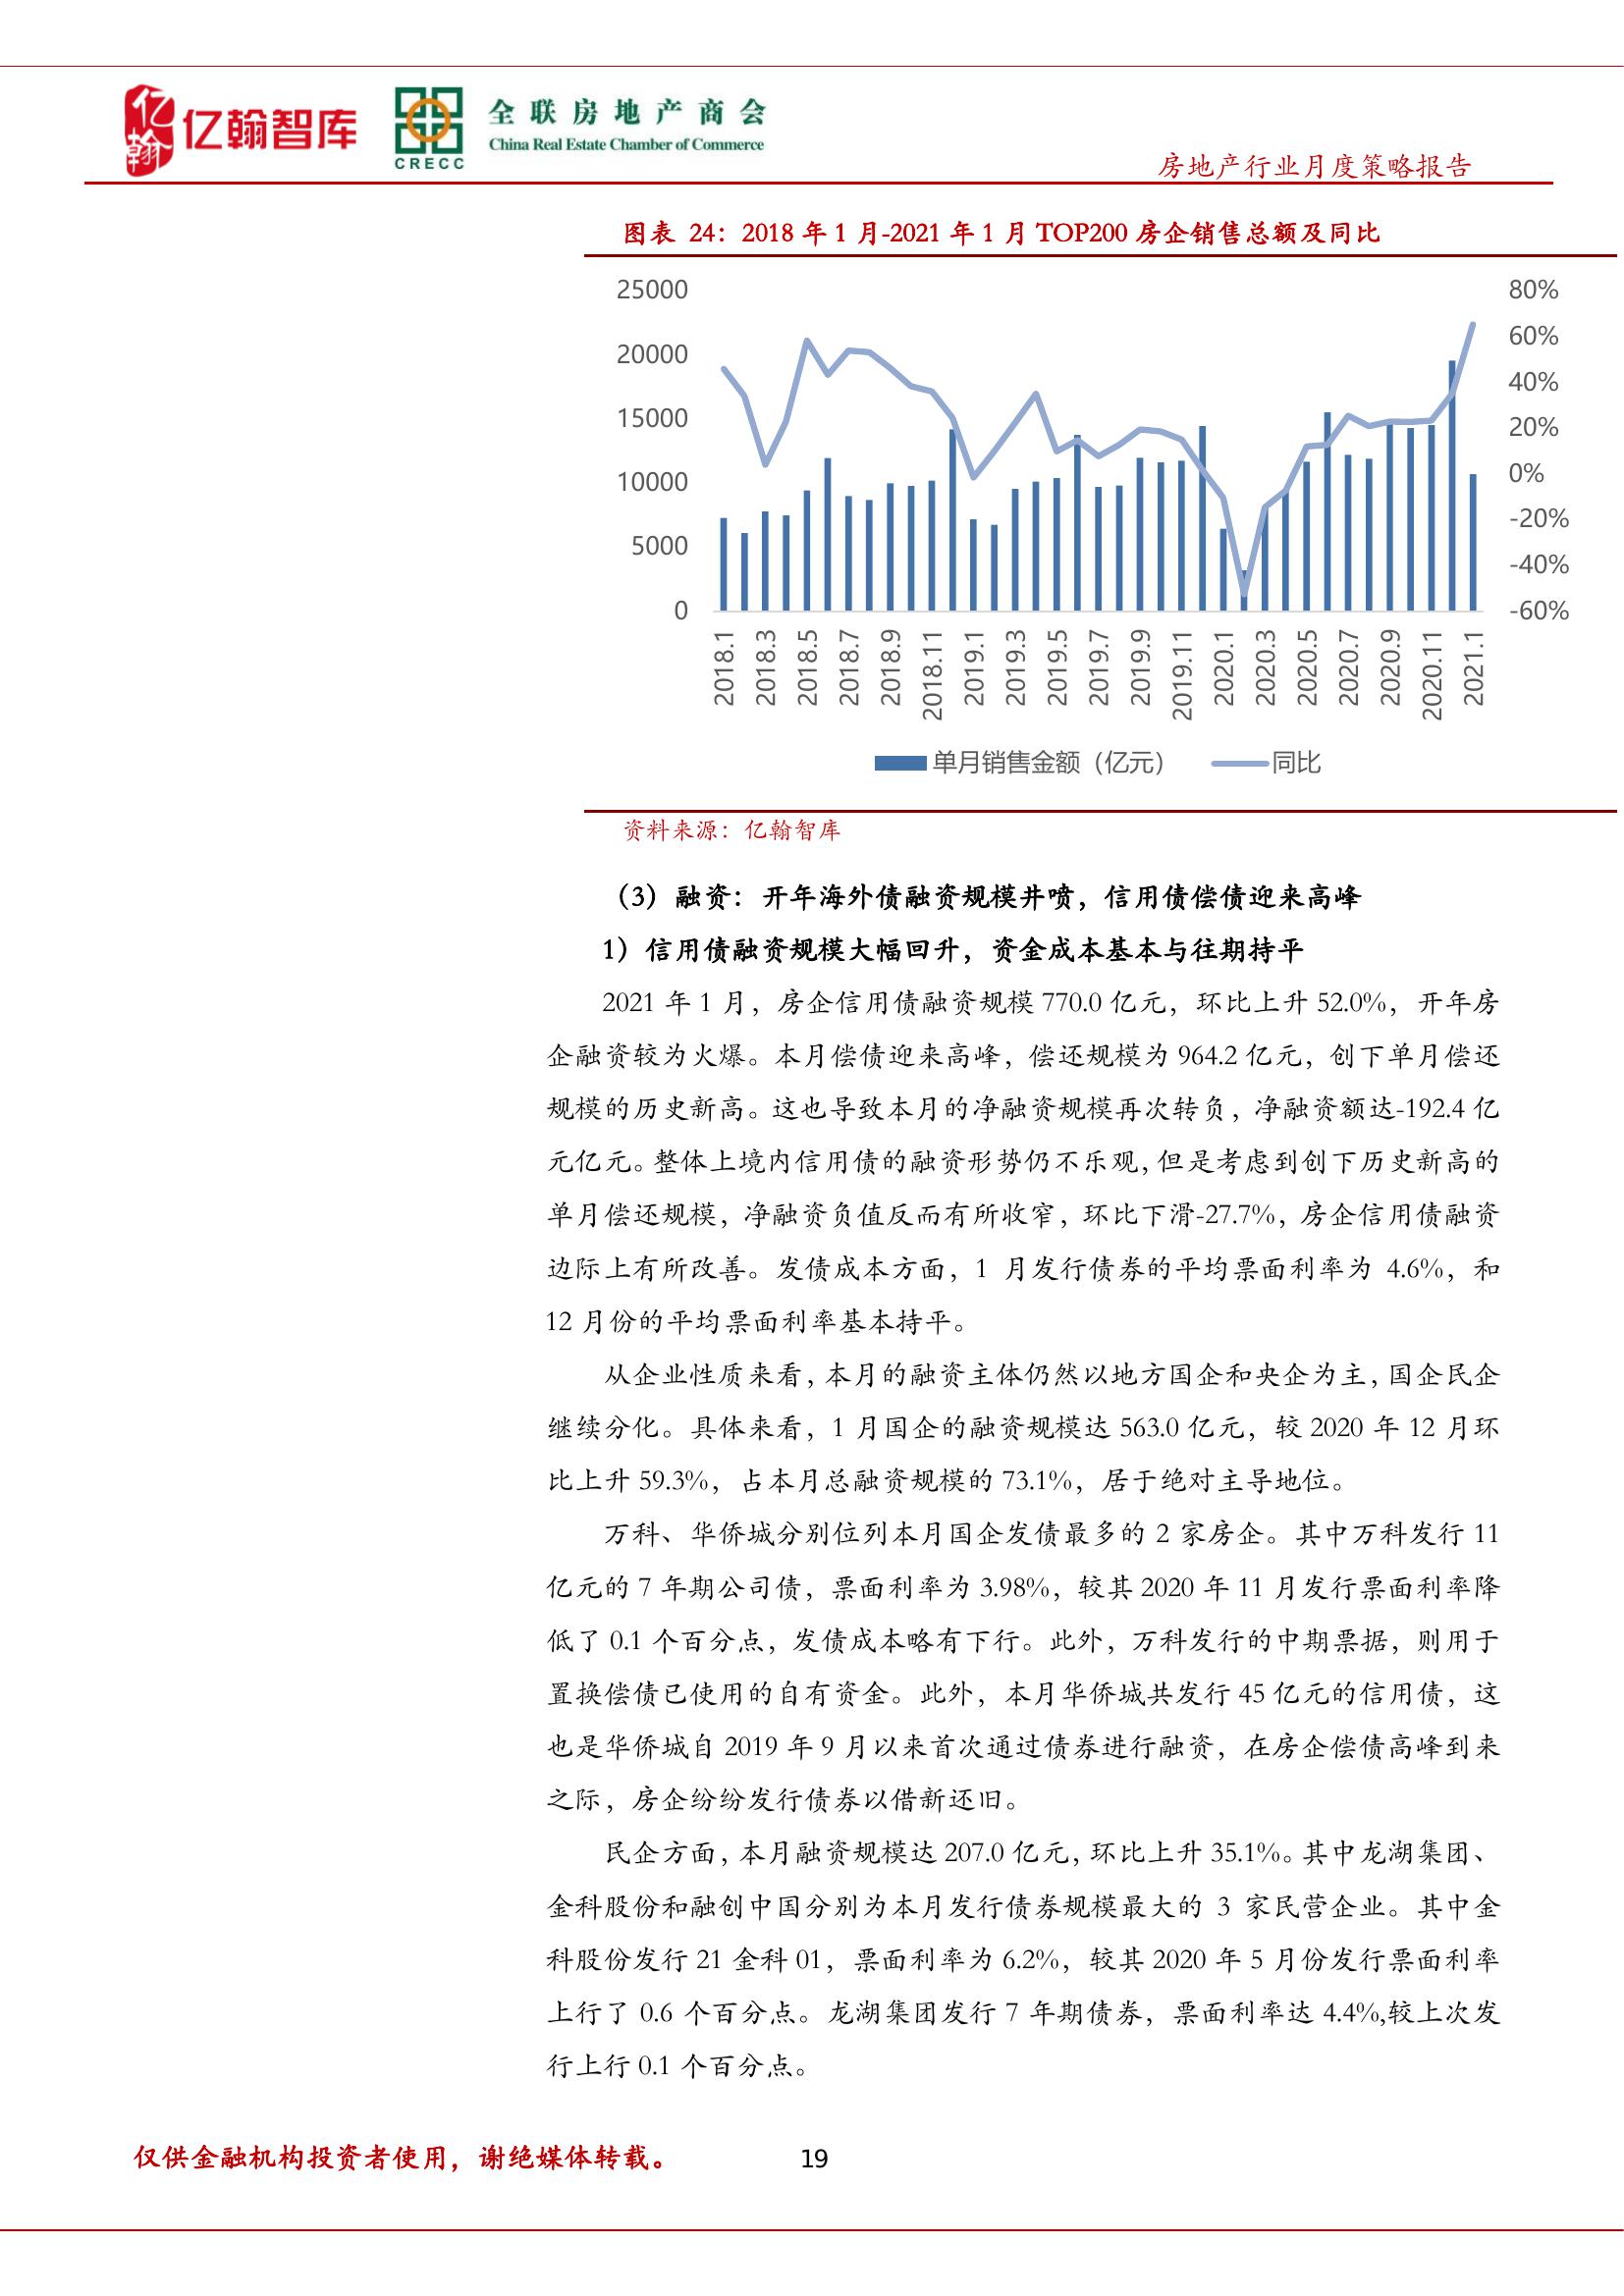 亿翰
亿翰智库
CRECC
全联房地产商会
China Real Estate Chamber of Commerce
房地产行业月度策略报告
图表 24：2018 年 1 月-2021 年 1 月 TOP200 房企销售总额及同比
25000
20000
15000
10000
5000
0
80%
60%
40%
20%
0%
-20%
-40%
-60%
2018.1
2018.3
2018.5
2018.7
2018.9
2018.11
2019.1
2019.3
2019.5
2019.7
2019.9
2019.11
2020.1
2020.3
2020.5
2020.7
2020.9
2020.11
2021.1
单月销售金额（亿元）
同比
资料来源：亿翰智库
（3）融资：开年海外债融资规模井喷，信用债偿债迎来高峰
1）信用债融资规模大幅回升，资金成本基本与往期持平
2021 年 1 月，房企信用债融资规模 770.0 亿元，环比上升 52.0%，开年房
企融资较为火爆。本月偿债迎来高峰，偿还规模为 964.2 亿元，创下单月偿还
规模的历史新高。这也导致本月的净融资规模再次转负，净融资额达-192.4 亿
元亿元。整体上境内信用债的融资形势仍不乐观，但是考虑到创下历史新高的
单月偿还规模，净融资负值反而有所收窄，环比下滑-27.7%，房企信用债融资
边际上有所改善。发债成本方面，1 月发行债券的平均票面利率为 4.6%，和
12 月份的平均票面利率基本持平。
从企业性质来看，本月的融资主体仍然以地方国企和央企为主，国企民企
继续分化。具体来看，1 月国企的融资规模达 563.0 亿元，较 2020 年 12 月环
比上升 59.3%，占本月总融资规模的 73.1%，居于绝对主导地位。
万科、华侨城分别位列本月国企发债最多的 2 家房企。其中万科发行 11
亿元的 7 年期公司债，票面利率为 3.98%，较其 2020 年 11 月发行票面利率降
低了 0.1 个百分点，发债成本略有下行。此外，万科发行的中期票据，则用于
置换偿债已使用的自有资金。此外，本月华侨城共发行 45 亿元的信用债，这
也是华侨城自 2019 年 9 月以来首次通过债券进行融资，在房企偿债高峰到来
之际，房企纷纷发行债券以借新还旧。
民企方面，本月融资规模达 207.0 亿元，环比上升 35.1%。其中龙湖集团、
金科股份和融创中国分别为本月发行债券规模最大的 3 家民营企业。其中金
科股份发行 21 金科 01，票面利率为 6.2%，较其 2020 年 5 月份发行票面利率
上行了 0.6 个百分点。龙湖集团发行 7 年期债券，票面利率达 4.4%,较上次发
行上行 0.1 个百分点。
仅供金融机构投资者使用，谢绝媒体转载。
19